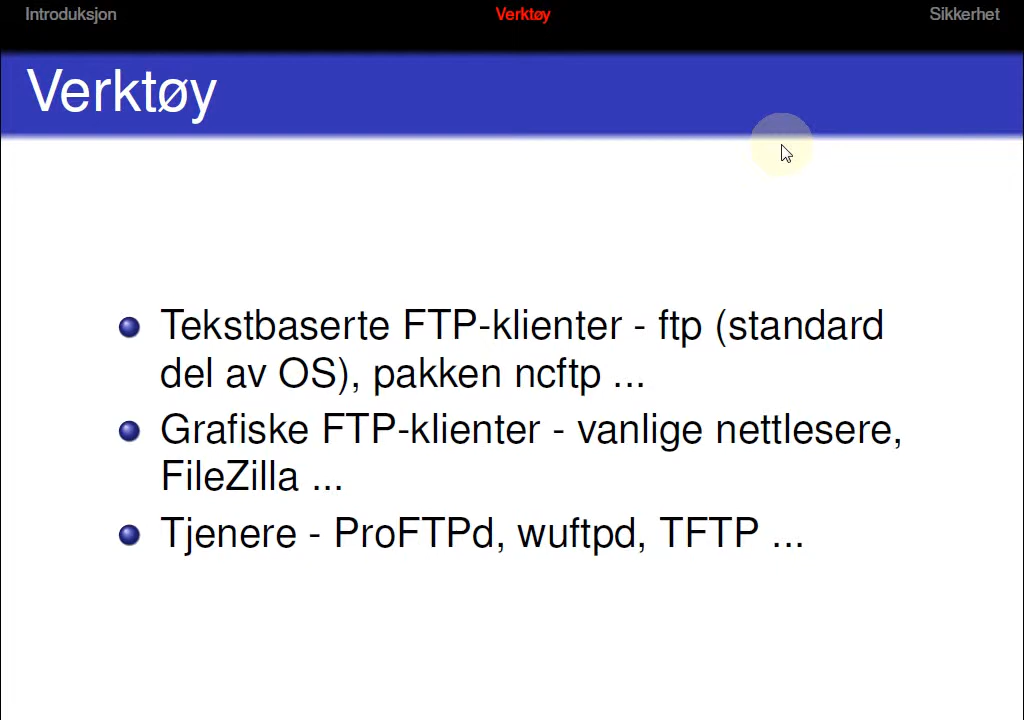 Introduksjon
Verktøy
Sikkerhet
Verktøy
Tekstbaserte FTP-klienter - ftp (standard
del av OS), pakken ncftp ...
Grafiske FTP-klienter - vanlige nettlesere,
FileZilla ...
Tjenere - ProFTPd, wuftpd, TFTP ...